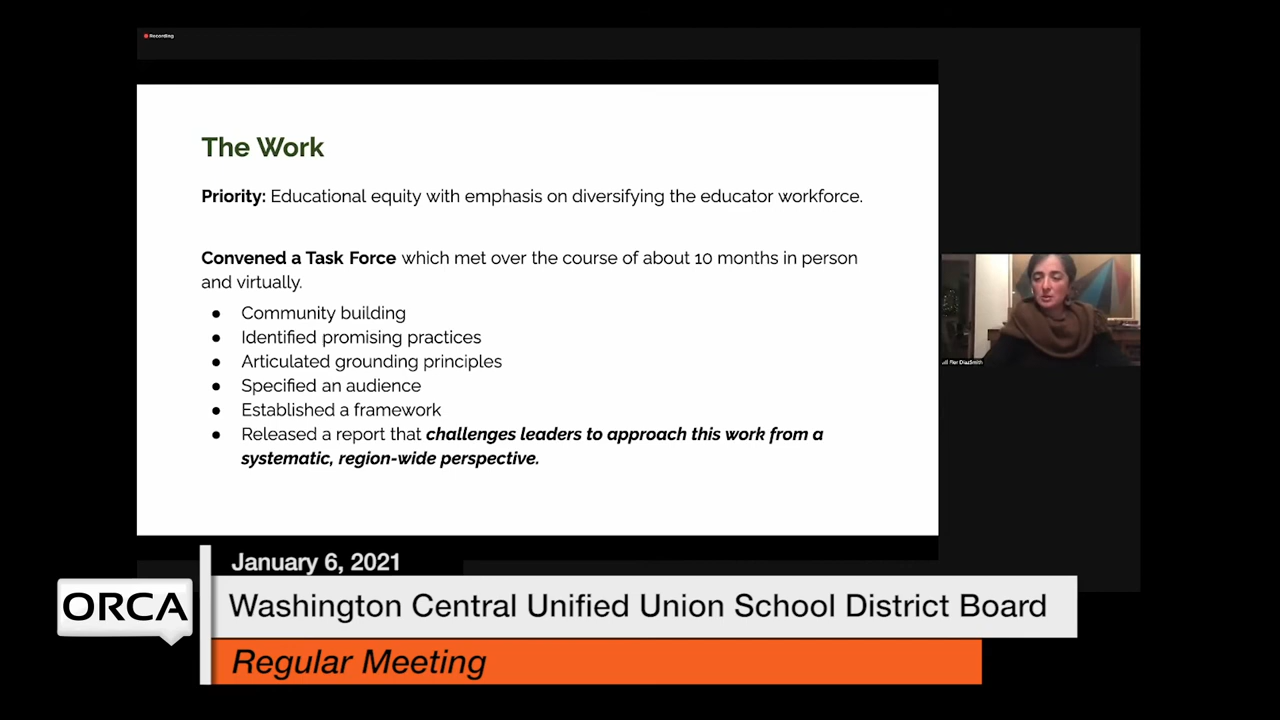 Recording
The Work
Priority: Educational equity with emphasis on diversifying the educator workforce.
Convened a Task Force which met over the course of about 10 months in person
and virtually.
● Community building
● Identified promising practices
● Articulated grounding principles
● Specified an audience
● Established a framework
● Released a report that challenges leaders to approach this work from a
systematic, region-wide perspective.
Flor DiazSmith
January 6, 2021
ORCA
Washington Central Unified Union School District Board
Regular Meeting